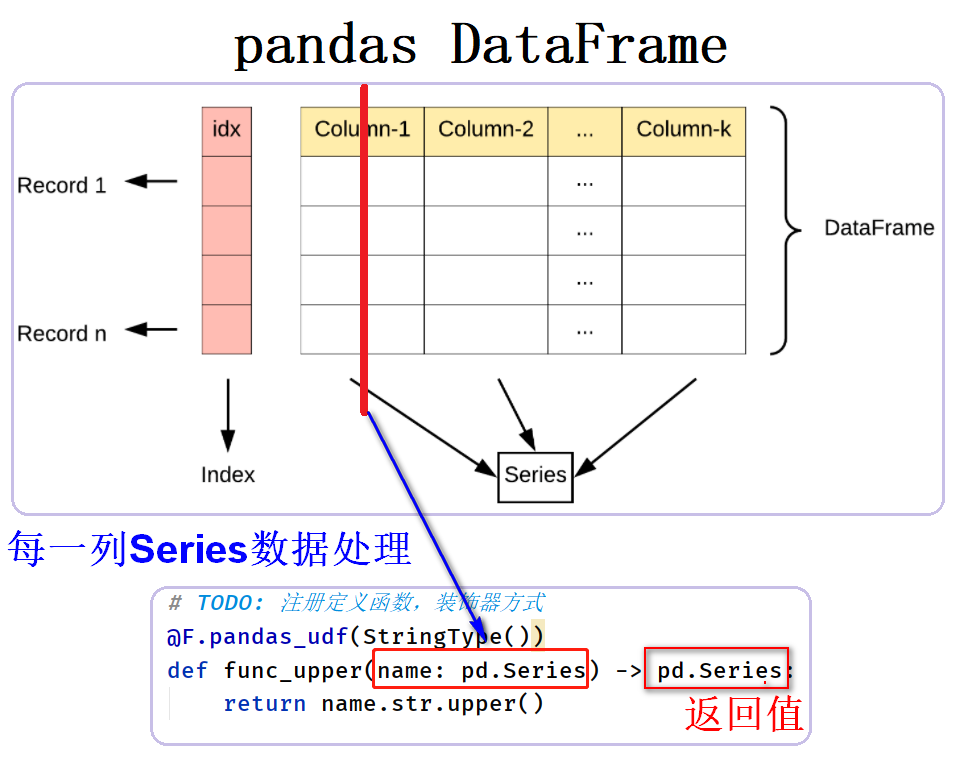 pandas DataFrame
idx
Column-1
Column-2
...
Column-k
Record 1
...
...
DataFrame
...
Record n
...
Index
Series
每一列Series数据处理
# TODO: 注册定义函数，装饰器方式
@F.pandas_udf(StringType())
def func_upper(name: pd.Series) -> pd.Series:
return name.str.upper()
返回值